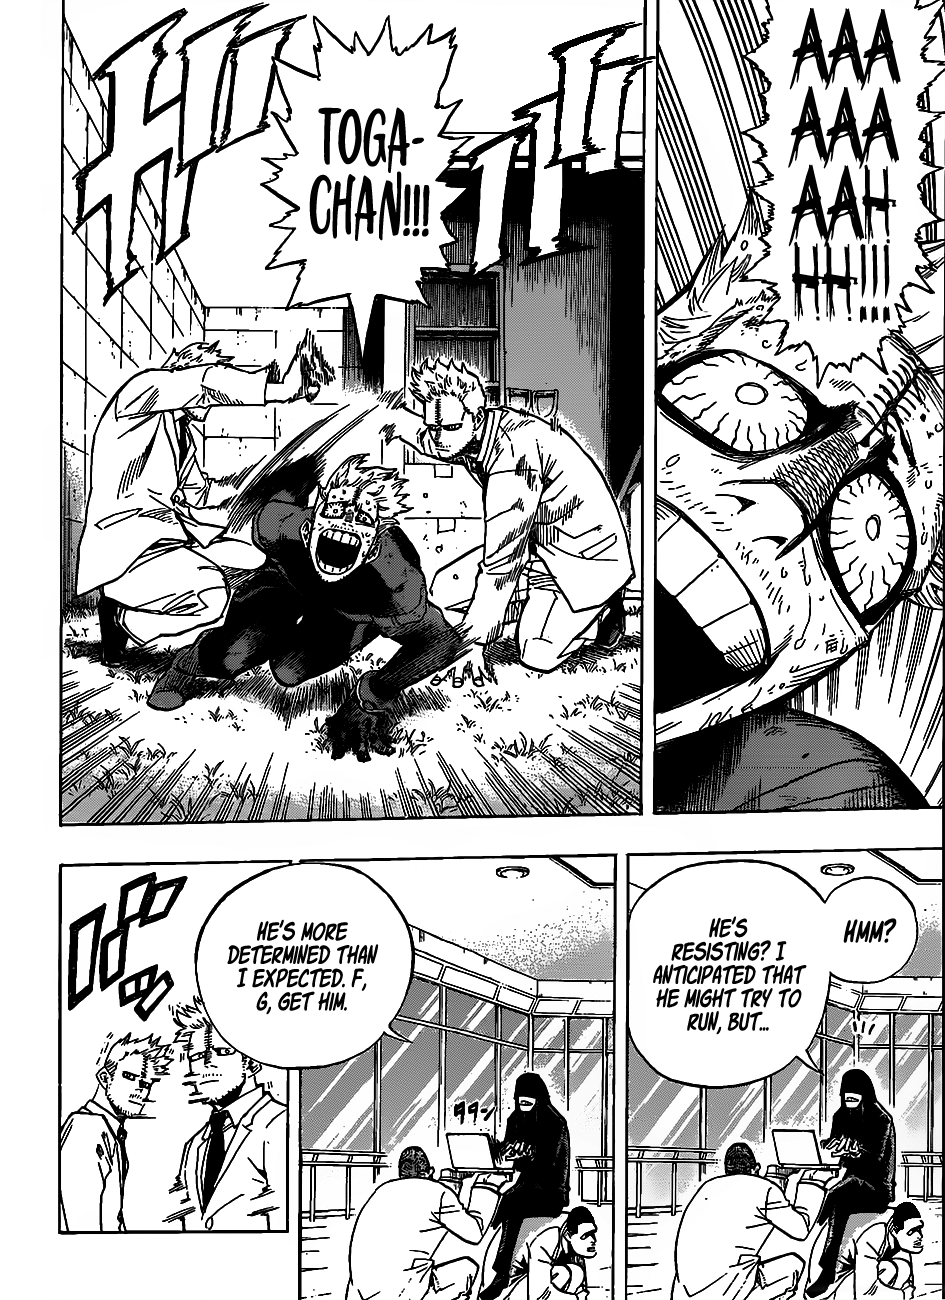 AAA
AAA
AAH
HH!!!!
TOGA-
CHAN!!!
HMM?
HE'S
RESISTING? I
ANTICIPATED THAT
HE MIGHT TRY TO
RUN, BUT...
HE'S MORE
DETERMINED THAN
I EXPECTED. F,
G, GET HIM.